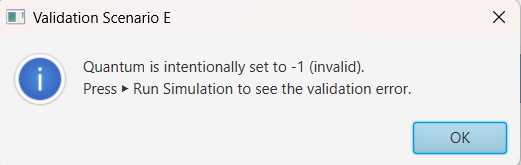 Validation Scenario E
Quantum is intentionally set to -1 (invalid).
Press ▶ Run Simulation to see the validation error.
OK